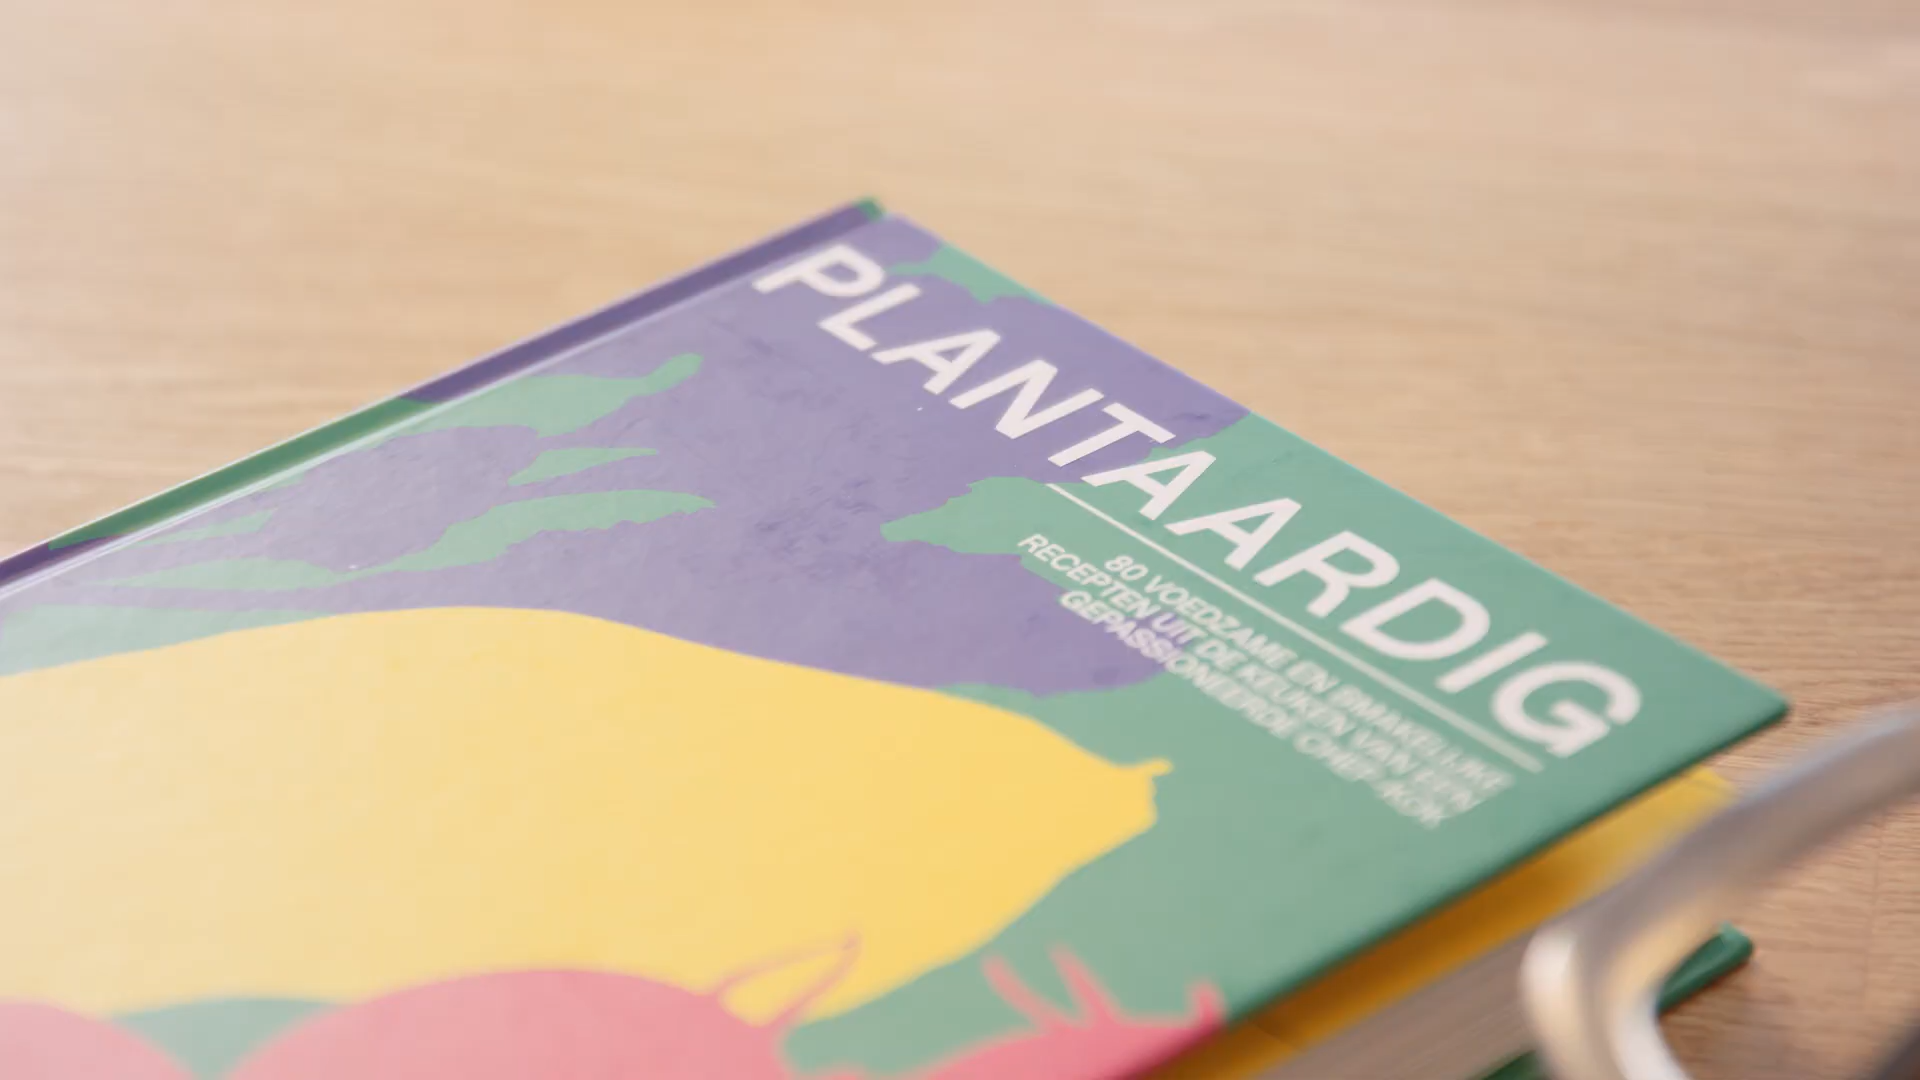 PLANTAARDIG
80 VOEDZAME EN SMAKELIJKE
RECEPTEN UIT DE KEUKEN VAN EEN
GEPASSIONEERDE CHEF-KOK